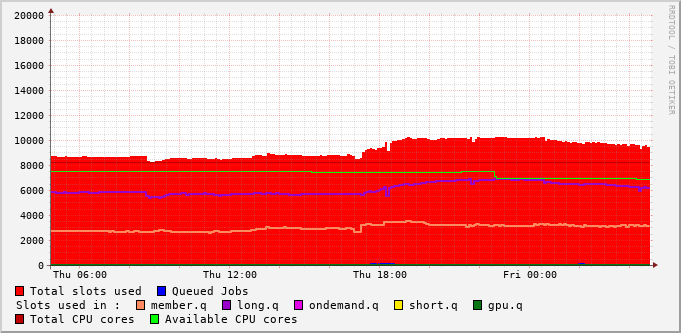 20000
18000
16000
14000
12000
10000
8000
6000
4000
2000
0
Thu 06:00 Thu 12:00 Thu 18:00 Fri 00:00
Total slots used Queued Jobs
Slots used in : member.q long.q ondemand.q short.q gpu.q
Total CPU cores Available CPU cores
RRDTOOL / TOBI OETIKER